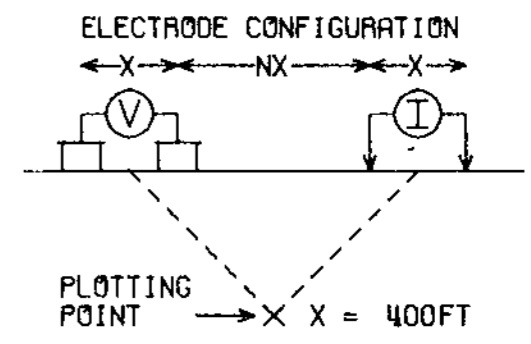 ELECTRODE CONFIGURATION
X NX X
V I
PLOTTING
POINT X X = 400FT